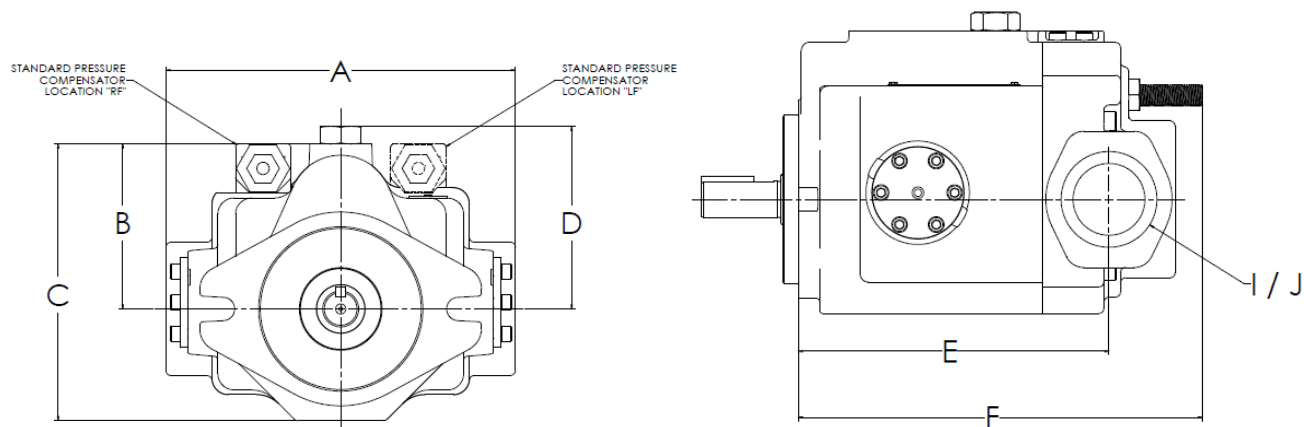 STANDARD PRESSURE
COMPENSATOR
LOCATION "RF"
A
STANDARD PRESSURE
COMPENSATOR
LOCATION "LF"
B
C
D
E
F
I / J